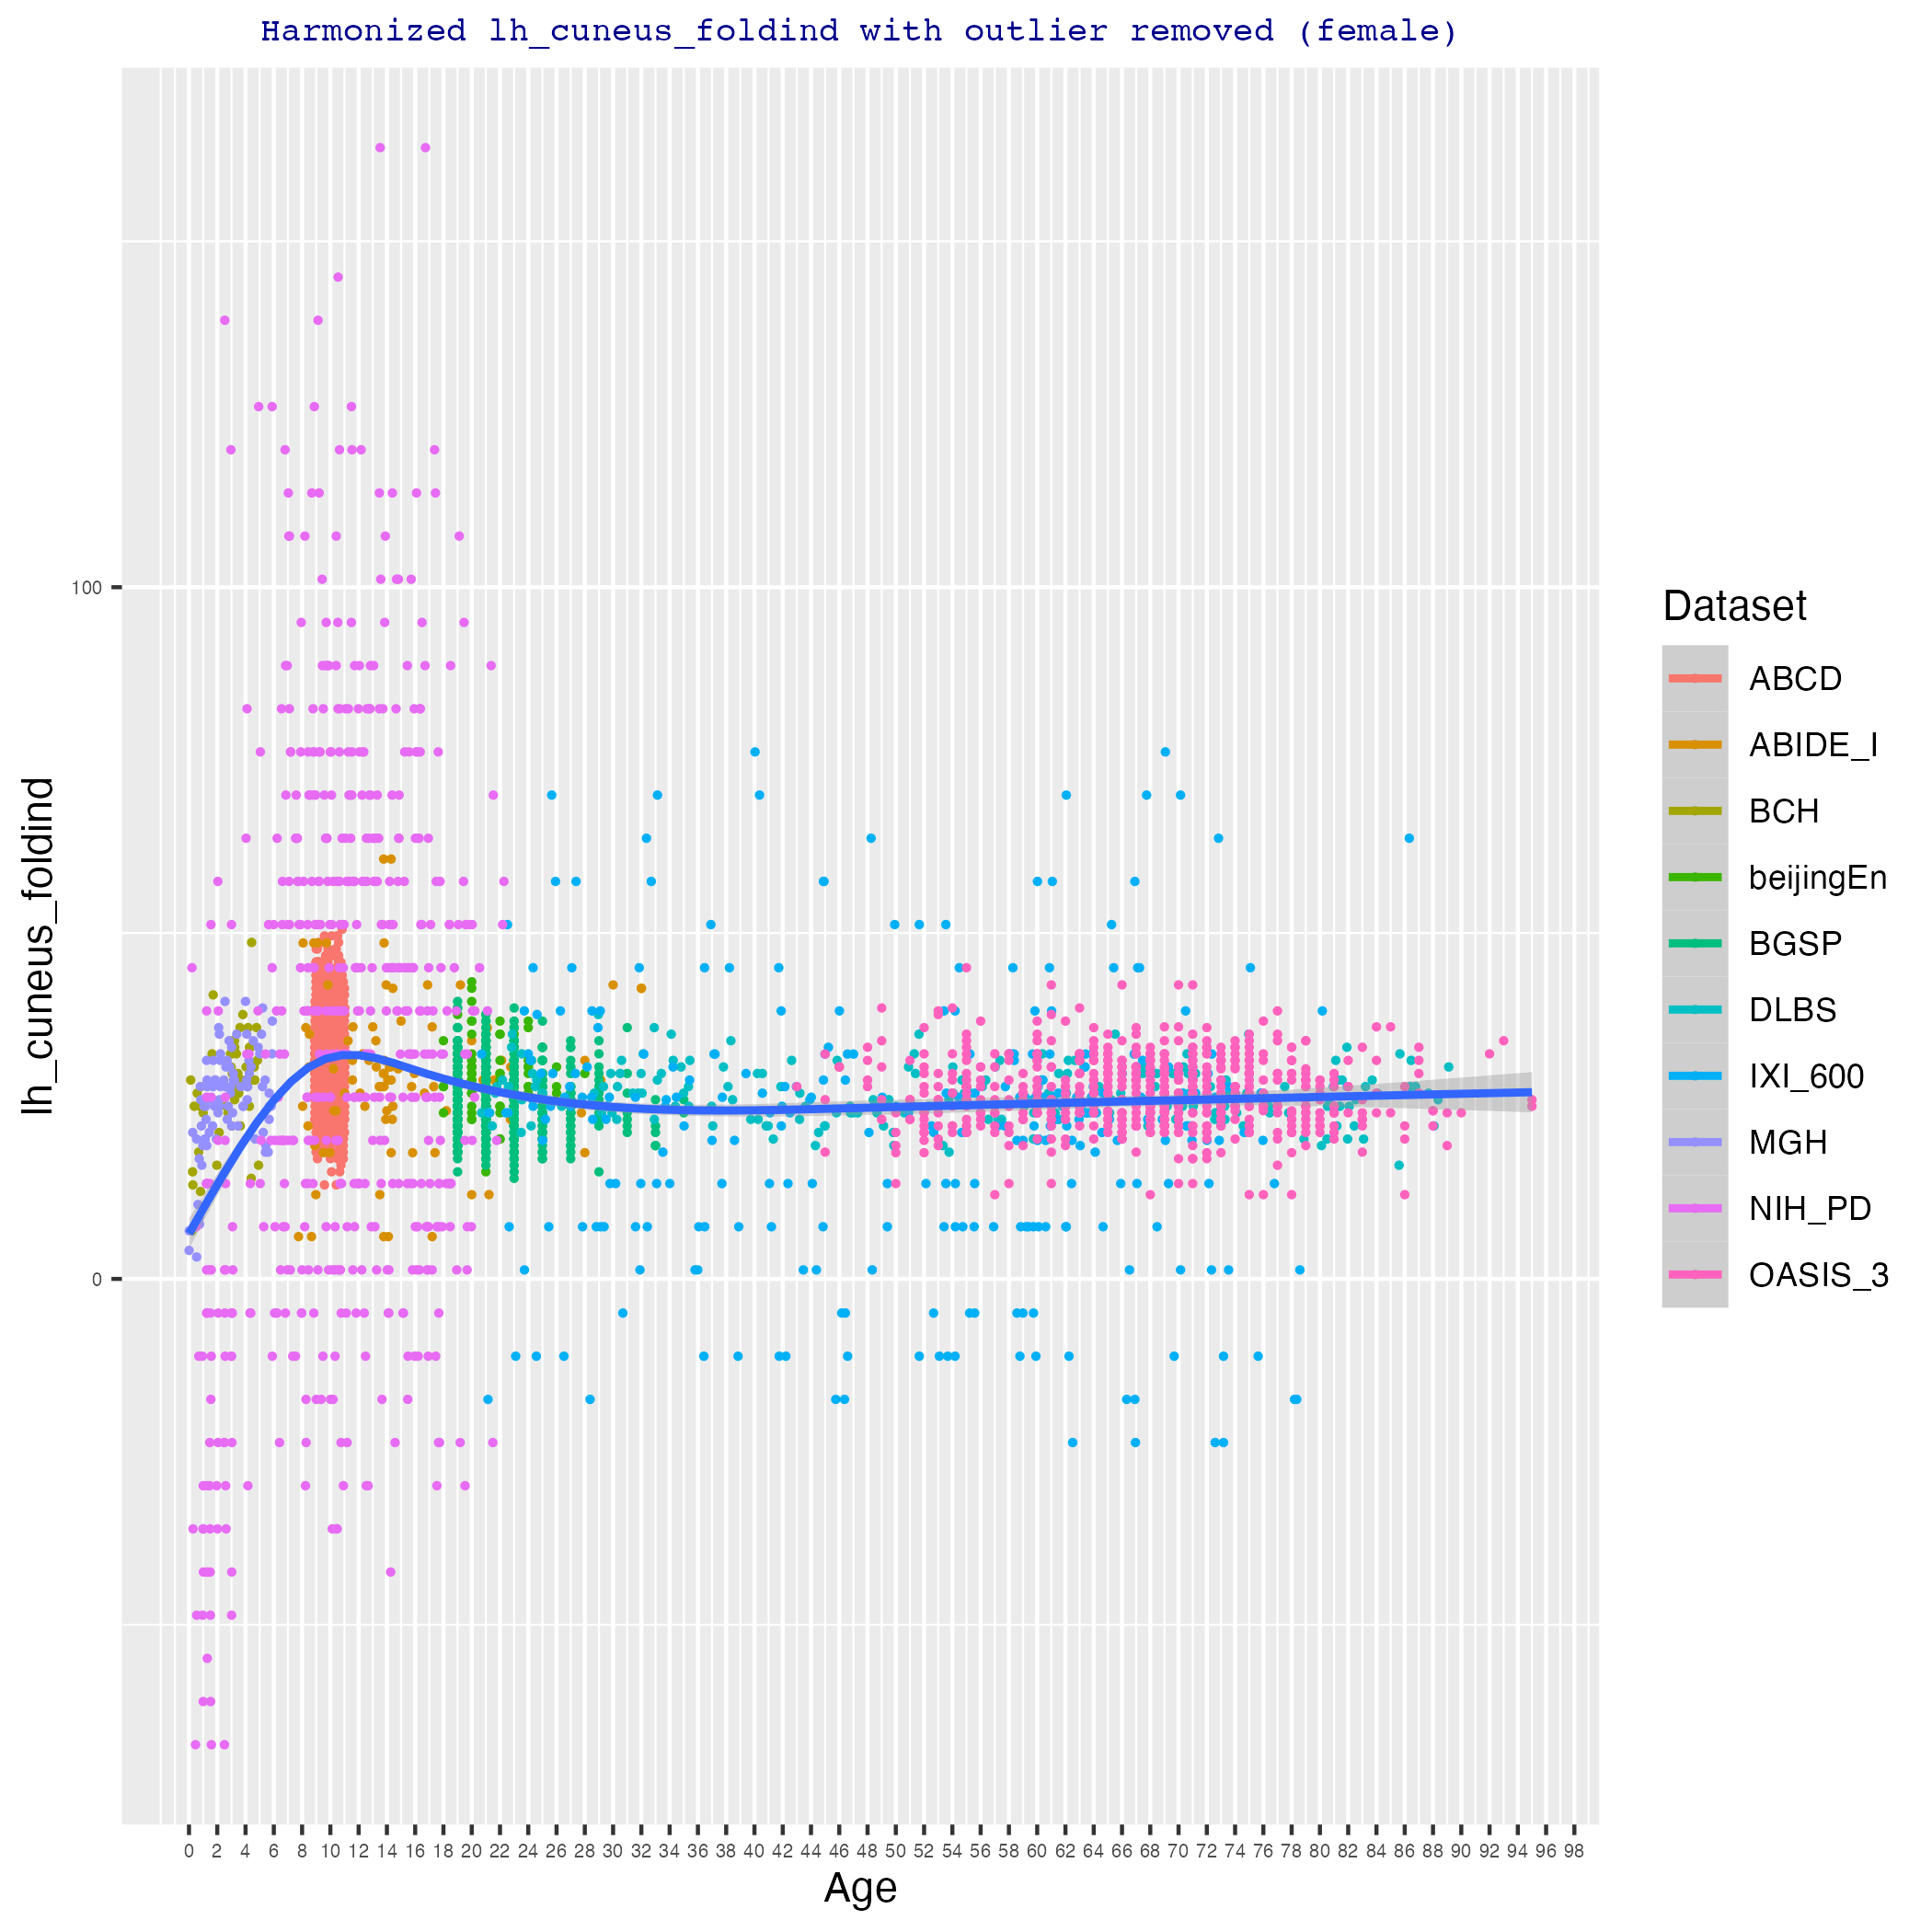 Harmonized lh_cuneus_foldind with outlier removed (female)
lh_cuneus_foldind
100
0
0 2 4 6 8 10 12 14 16 18 20 22 24 26 28 30 32 34 36 38 40 42 44 46 48 50 52 54 56 58 60 62 64 66 68 70 72 74 76 78 80 82 84 86 88 90 92 94 96 98
Age
Dataset
ABCD
ABIDE_I
BCH
beijingEn
BGSP
DLBS
IXI_600
MGH
NIH_PD
OASIS_3